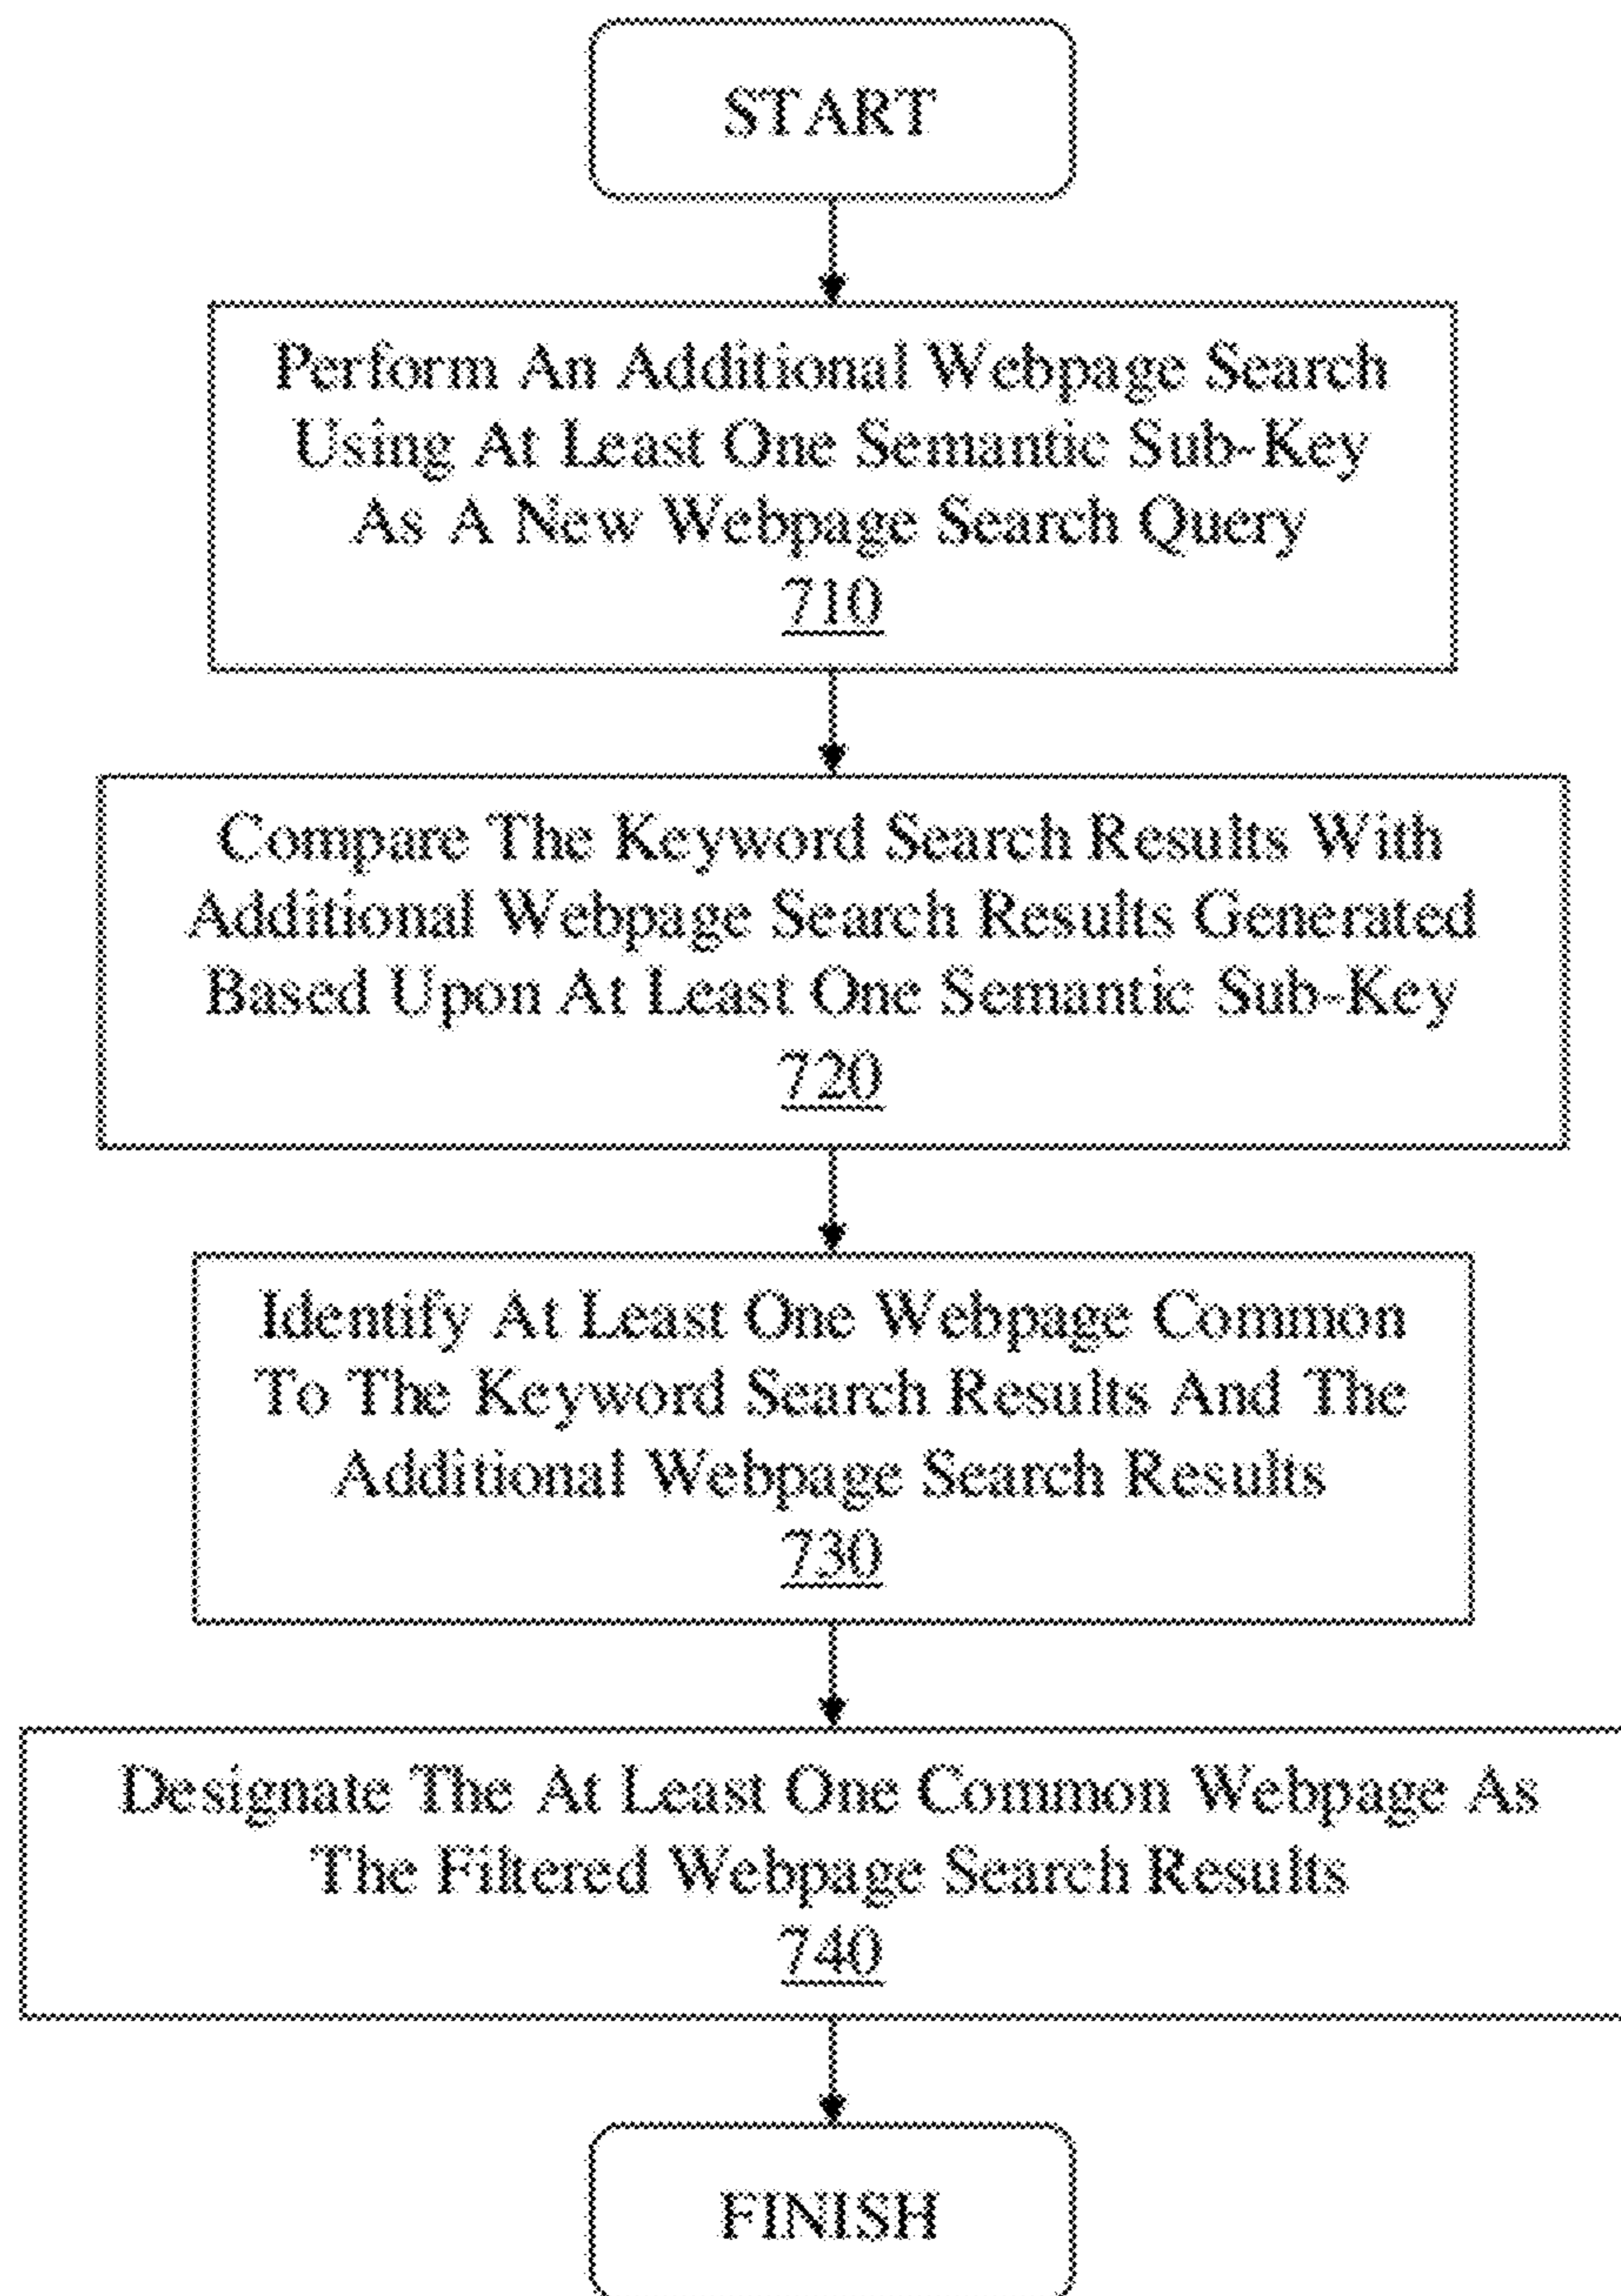 START
Perform An Additional Webpage Search
Using At Least One Semantic Sub-Key
As A New Webpage Search Query
710
Compare The Keyword Search Results With
Additional Webpage Search Results Generated
Based Upon At Least One Semantic Sub-Key
720
Identify At Least One Webpage Common
To The Keyword Search Results And The
Additional Webpage Search Results
730
Designate The At Least One Common Webpage As
The Filtered Webpage Search Results
740
FINISH